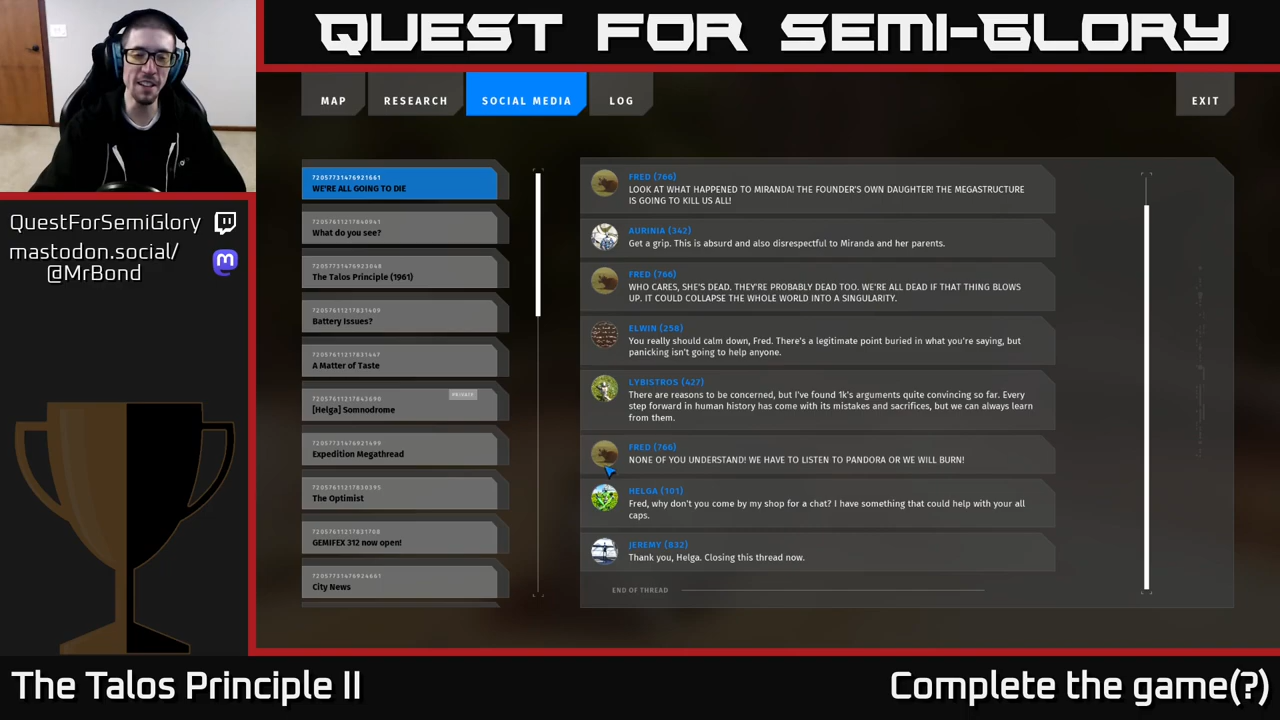 QUEST FOR SEMI-GLORY
QuestForSemiGlory
mastodon.social/
@MrBond
MAP
RESEARCH
SOCIAL MEDIA
LOG
EXIT
72057731476921661
WE'RE ALL GOING TO DIE
72057611217840941
What do you see?
72057731476923048
The Talos Principle (1961)
72057611217831489
Battery Issues?
72057611217831447
A Matter of Taste
72057611217843690
PRIVATE
[Helga] Somnodrome
72057731476921499
Expedition Megathread
72057611217830395
The Optimist
72057611217831708
GEMIFEX 312 now open!
72057731476924661
City News
FRED (766)
LOOK AT WHAT HAPPENED TO MIRANDA! THE FOUNDER'S OWN DAUGHTER! THE MEGASTRUCTURE
IS GOING TO KILL US ALL!
AURINIA (342)
Get a grip. This is absurd and also disrespectful to Miranda and her parents.
FRED (766)
WHO CARES, SHE'S DEAD. THEY'RE PROBABLY DEAD TOO. WE'RE ALL DEAD IF THAT THING BLOWS
UP. IT COULD COLLAPSE THE WHOLE WORLD INTO A SINGULARITY.
ELWIN (258)
You really should calm down, Fred. There's a legitimate point buried in what you're saying, but
panicking isn't going to help anyone.
LYBISTROS (427)
There are reasons to be concerned, but I've found 1k's arguments quite convincing so far. Every
step forward in human history has come with its mistakes and sacrifices, but we can always learn
from them.
FRED (766)
NONE OF YOU UNDERSTAND! WE HAVE TO LISTEN TO PANDORA OR WE WILL BURN!
HELGA (101)
Fred, why don't you come by my shop for a chat? I have something that could help with your all
caps.
JEREMY (832)
Thank you, Helga. Closing this thread now.
END OF THREAD
The Talos Principle II
Complete the game(?)